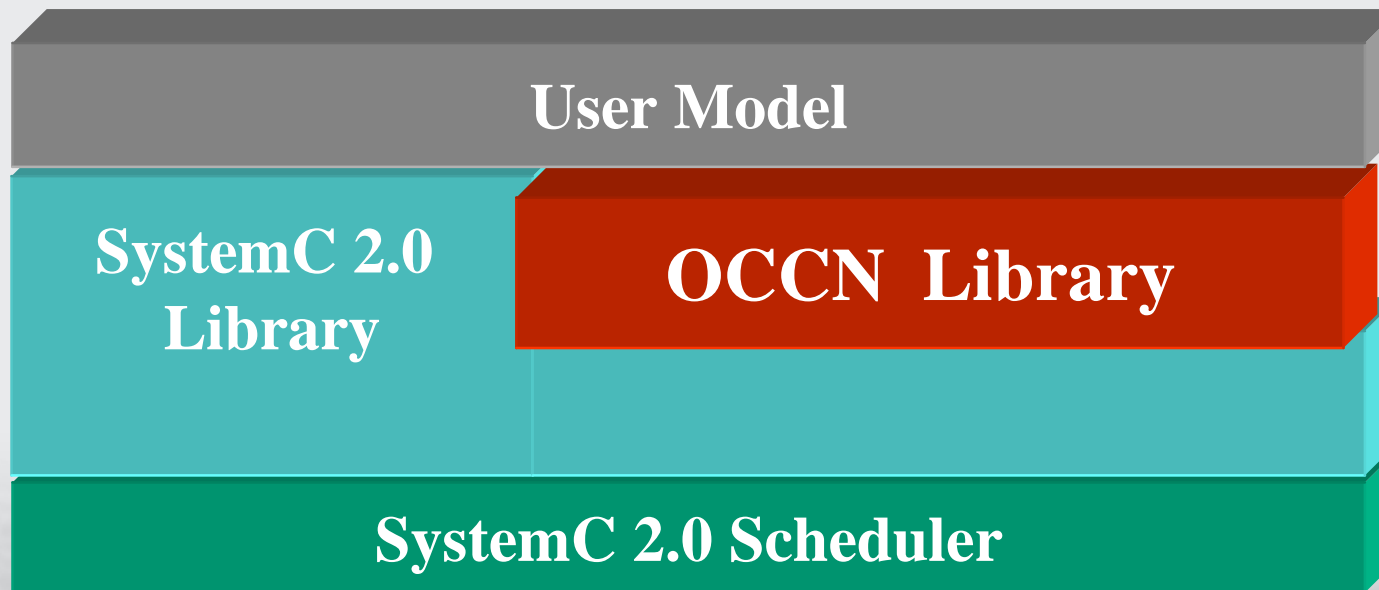 User Model
SystemC 2.0
Library
OCCN Library
SystemC 2.0 Scheduler